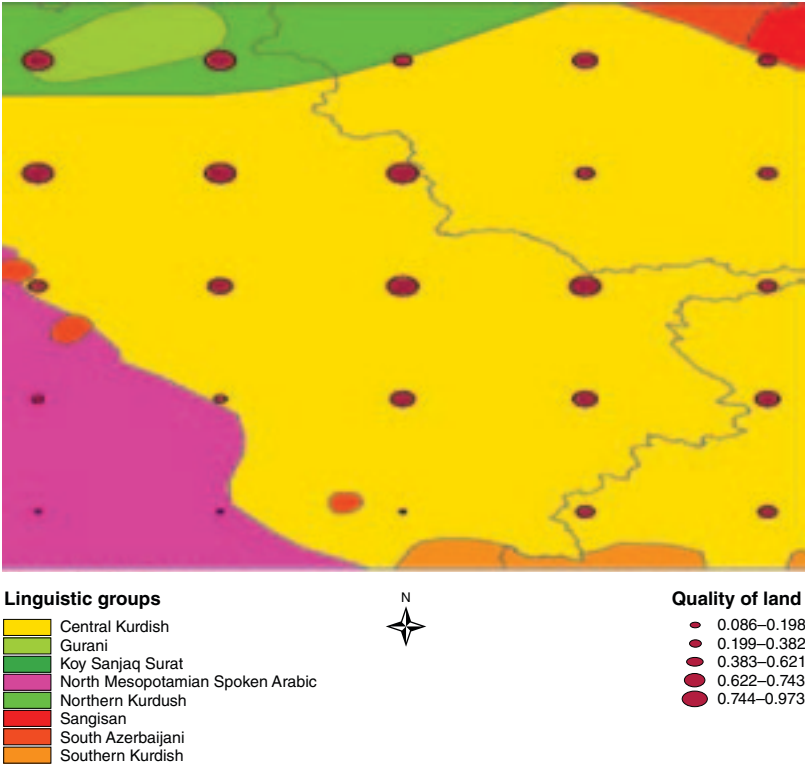 Linguistic groups
Central Kurdish
Gurani
Koy Sanjaq Surat
North Mesopotamian Spoken Arabic
Northern Kurdush
Sangisan
South Azerbaijani
Southern Kurdish
N
Quality of land
0.086–0.198
0.199–0.382
0.383–0.621
0.622–0.743
0.744–0.973